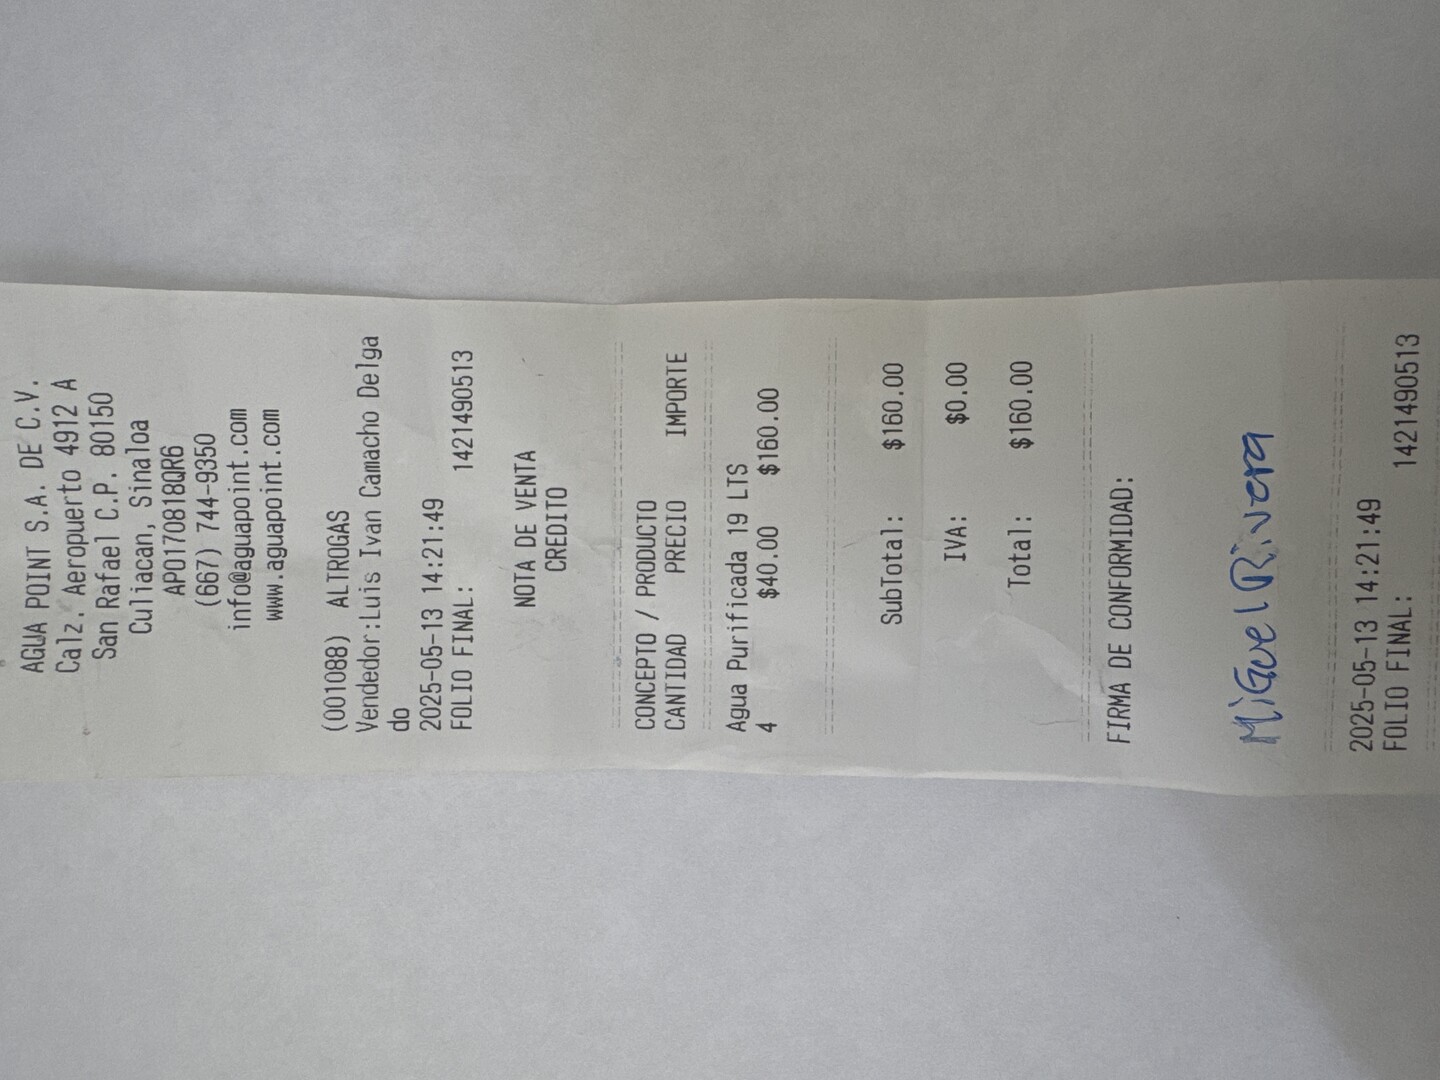 AGUA POINT S.A. DE C.V.
Calz. Aeropuerto 4912 A
San Rafael C.P. 80150
Culiacan, Sinaloa
APO170818QR6
(667) 744-9350
info@aguapoint.com
www.aguapoint.com
(001088) ALTROGAS
Vendedor:Luis Ivan Camacho Delga
do
2025-05-13 14:21:49
FOLIO FINAL: 1421490513
NOTA DE VENTA
CREDITO
CONCEPTO / PRODUCTO
CANTIDAD PRECIO IMPORTE
Agua Purificada 19 LTS
4 $40.00 $160.00
SubTotal: $160.00
IVA: $0.00
Total: $160.00
FIRMA DE CONFORMIDAD:
Miguel Rivera
2025-05-13 14:21:49
FOLIO FINAL: 1421490513